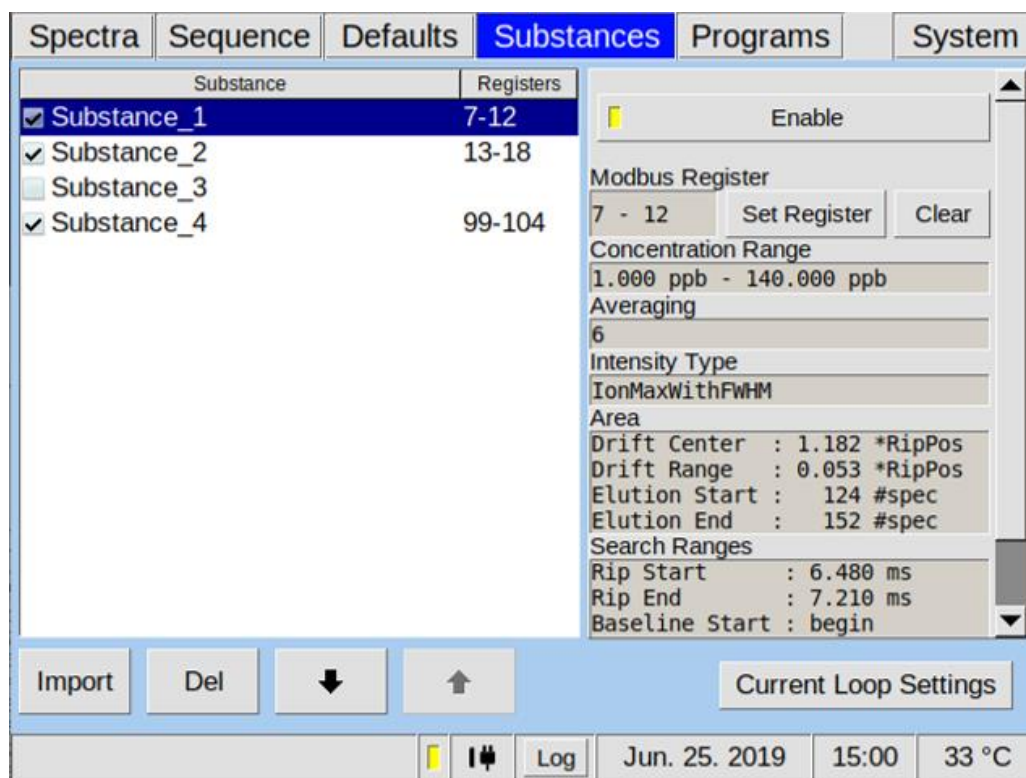 Spectra Sequence Defaults Substances Programs System
Substance Registers
Substance_1 7-12
Substance_2 13-18
Substance_3
Substance_4 99-104
Enable
Modbus Register
7 - 12 Set Register Clear
Concentration Range
1.000 ppb - 140.000 ppb
Averaging
6
Intensity Type
IonMaxWithFWHM
Area
Drift Center : 1.182 *RipPos
Drift Range : 0.053 *RipPos
Elution Start : 124 #spec
Elution End : 152 #spec
Search Ranges
Rip Start : 6.480 ms
Rip End : 7.210 ms
Baseline Start : begin
Import Del Current Loop Settings
Log Jun. 25. 2019 15:00 33 °C